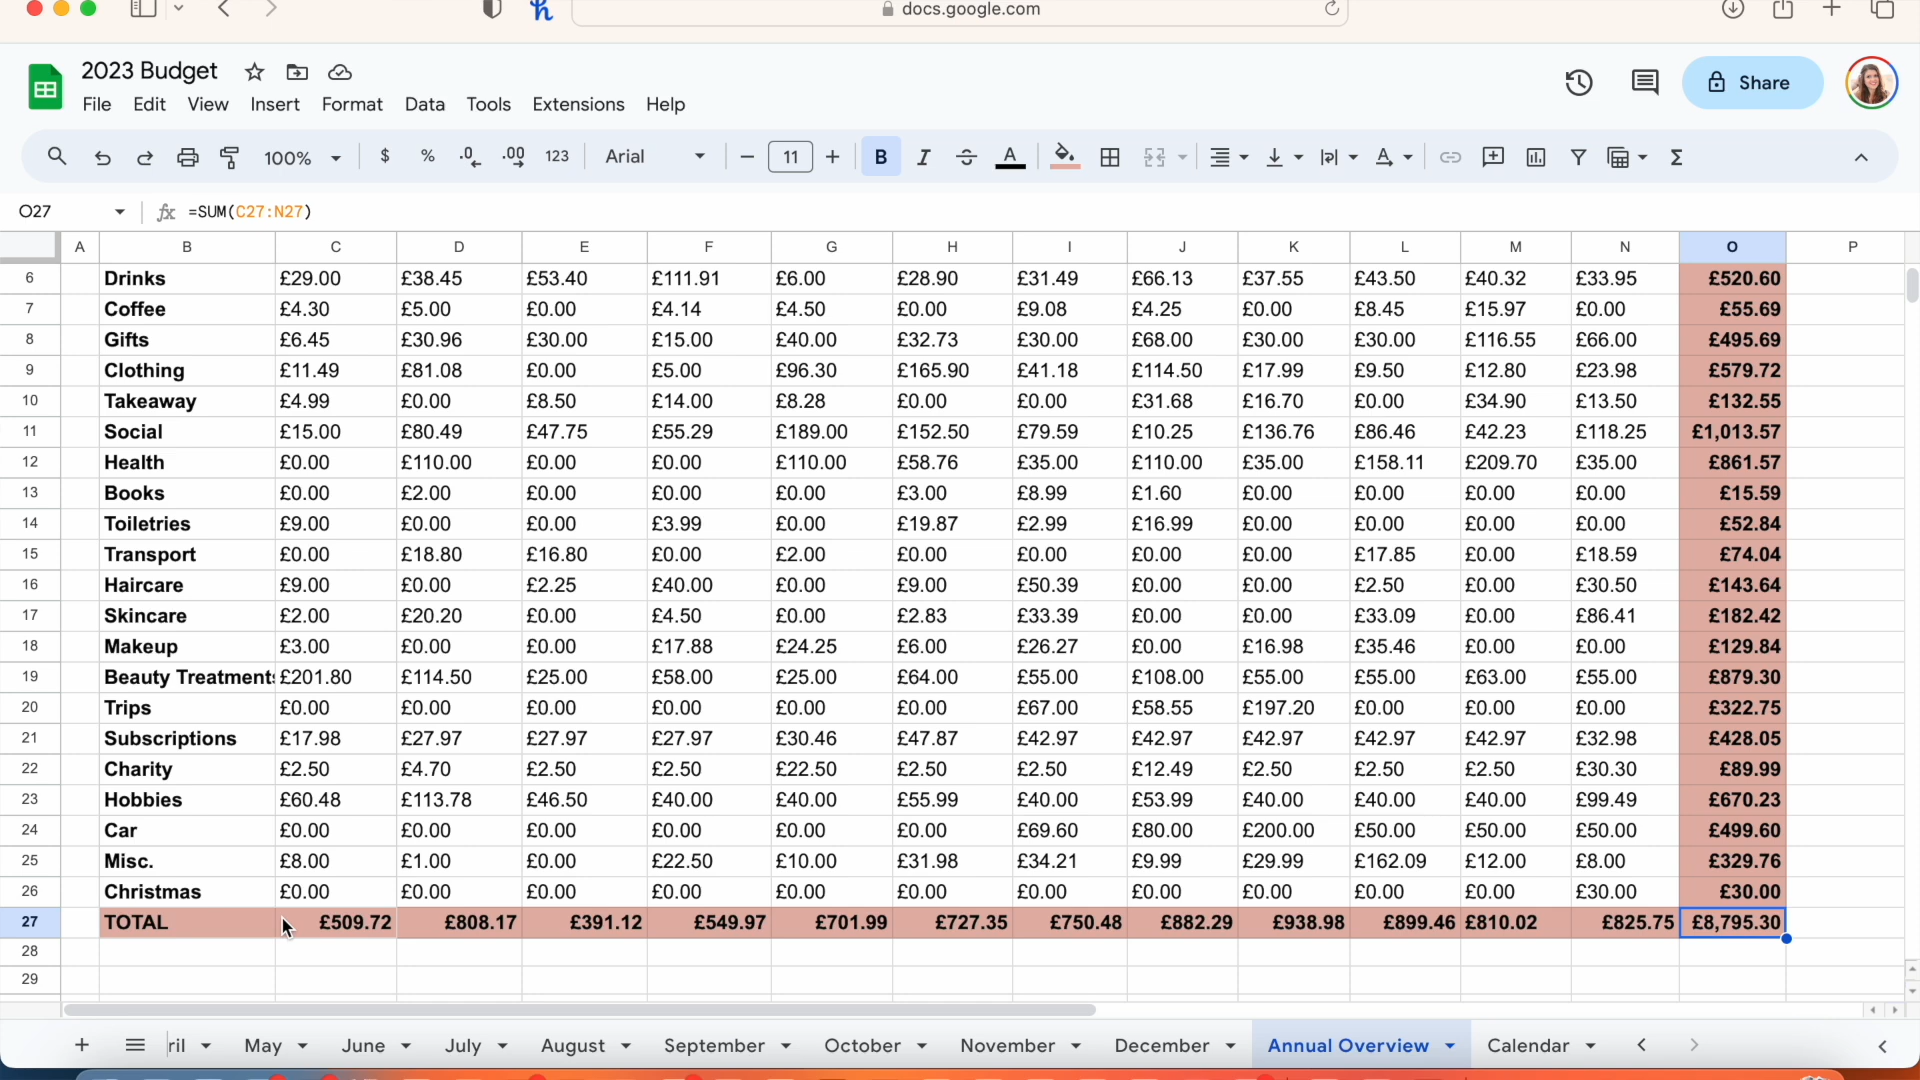 docs.google.com
2023 Budget
File Edit View Insert Format Data Tools Extensions Help
Share
100% $ % .0 .00 123 Arial 11 B I A
O27 fx =SUM(C27:N27)
A B C D E F G H I J K L M N O P
6 Drinks £29.00 £38.45 £53.40 £111.91 £6.00 £28.90 £31.49 £66.13 £37.55 £43.50 £40.32 £33.95 £520.60
7 Coffee £4.30 £5.00 £0.00 £4.14 £4.50 £0.00 £9.08 £4.25 £0.00 £8.45 £15.97 £0.00 £55.69
8 Gifts £6.45 £30.96 £30.00 £15.00 £40.00 £32.73 £30.00 £68.00 £30.00 £30.00 £116.55 £66.00 £495.69
9 Clothing £11.49 £81.08 £0.00 £5.00 £96.30 £165.90 £41.18 £114.50 £17.99 £9.50 £12.80 £23.98 £579.72
10 Takeaway £4.99 £0.00 £8.50 £14.00 £8.28 £0.00 £0.00 £31.68 £16.70 £0.00 £34.90 £13.50 £132.55
11 Social £15.00 £80.49 £47.75 £55.29 £189.00 £152.50 £79.59 £10.25 £136.76 £86.46 £42.23 £118.25 £1,013.57
12 Health £0.00 £110.00 £0.00 £0.00 £110.00 £58.76 £35.00 £110.00 £35.00 £158.11 £209.70 £35.00 £861.57
13 Books £0.00 £2.00 £0.00 £0.00 £0.00 £3.00 £8.99 £1.60 £0.00 £0.00 £0.00 £0.00 £15.59
14 Toiletries £9.00 £0.00 £0.00 £3.99 £0.00 £19.87 £2.99 £16.99 £0.00 £0.00 £0.00 £0.00 £52.84
15 Transport £0.00 £18.80 £16.80 £0.00 £2.00 £0.00 £0.00 £0.00 £0.00 £17.85 £0.00 £18.59 £74.04
16 Haircare £9.00 £0.00 £2.25 £40.00 £0.00 £9.00 £50.39 £0.00 £0.00 £2.50 £0.00 £30.50 £143.64
17 Skincare £2.00 £20.20 £0.00 £4.50 £0.00 £2.83 £33.39 £0.00 £0.00 £33.09 £0.00 £86.41 £182.42
18 Makeup £3.00 £0.00 £0.00 £17.88 £24.25 £6.00 £26.27 £0.00 £16.98 £35.46 £0.00 £0.00 £129.84
19 Beauty Treatments £201.80 £114.50 £25.00 £58.00 £25.00 £64.00 £55.00 £108.00 £55.00 £55.00 £63.00 £55.00 £879.30
20 Trips £0.00 £0.00 £0.00 £0.00 £0.00 £0.00 £67.00 £58.55 £197.20 £0.00 £0.00 £0.00 £322.75
21 Subscriptions £17.98 £27.97 £27.97 £27.97 £30.46 £47.87 £42.97 £42.97 £42.97 £42.97 £42.97 £32.98 £428.05
22 Charity £2.50 £4.70 £2.50 £2.50 £22.50 £2.50 £2.50 £12.49 £2.50 £2.50 £2.50 £30.30 £89.99
23 Hobbies £60.48 £113.78 £46.50 £40.00 £40.00 £55.99 £40.00 £53.99 £40.00 £40.00 £40.00 £99.49 £670.23
24 Car £0.00 £0.00 £0.00 £0.00 £0.00 £0.00 £69.60 £80.00 £200.00 £50.00 £50.00 £50.00 £499.60
25 Misc. £8.00 £1.00 £0.00 £22.50 £10.00 £31.98 £34.21 £9.99 £29.99 £162.09 £12.00 £8.00 £329.76
26 Christmas £0.00 £0.00 £0.00 £0.00 £0.00 £0.00 £0.00 £0.00 £0.00 £0.00 £0.00 £30.00 £30.00
27 TOTAL £509.72 £808.17 £391.12 £549.97 £701.99 £727.35 £750.48 £882.29 £938.98 £899.46 £810.02 £825.75 £8,795.30
28
29
ril May June July August September October November December Annual Overview Calendar